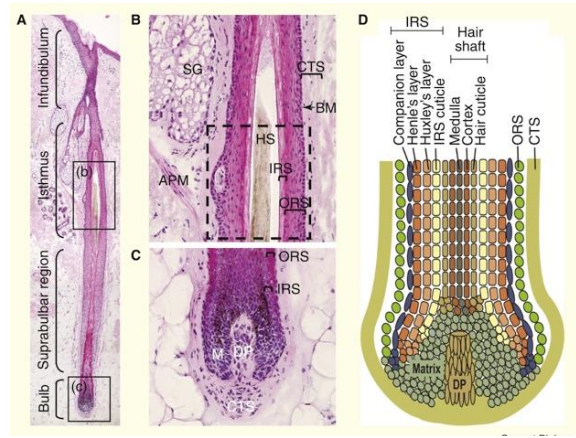 A
Infundibulum
Isthmus
Suprabulbar region
Bulb
(b)
(c)
B
SG
CTS
BM
HS
IRS
APM
ORS
C
ORS
IRS
M
DP
CTS
D
IRS
Hair
shaft
Companion layer
Henle's layer
Huxley's layer
IRS cuticle
Medulla
Cortex
Hair cuticle
ORS
CTS
Matrix
DP